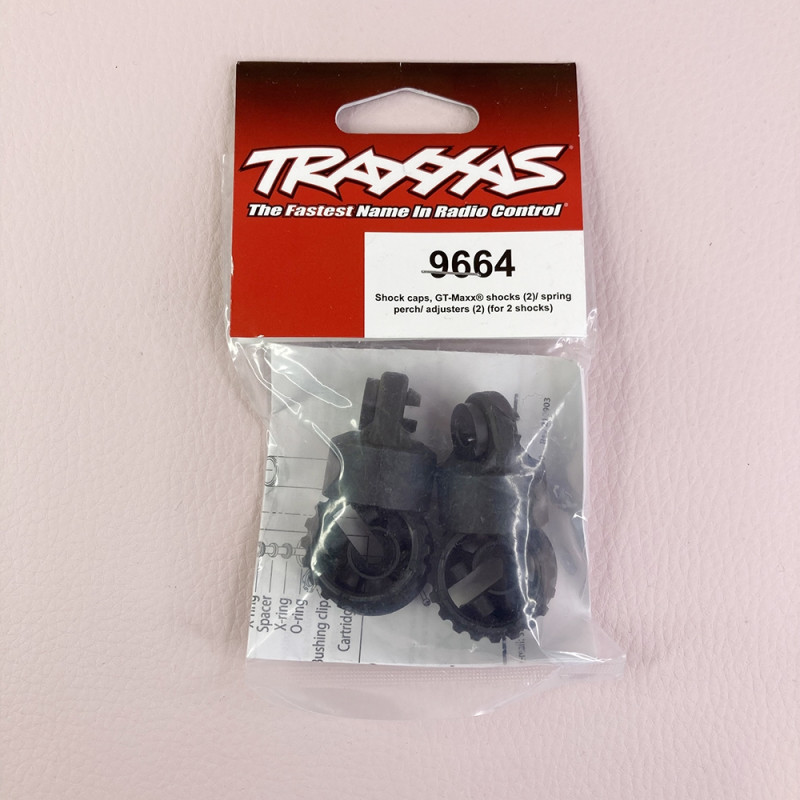 TRAXXAS
The Fastest Name In Radio Control®
9664
Shock caps, GT-Maxx® shocks (2)/ spring
perch/ adjusters (2) (for 2 shocks)
Spacer
X-ring
O-ring
Bushing clip